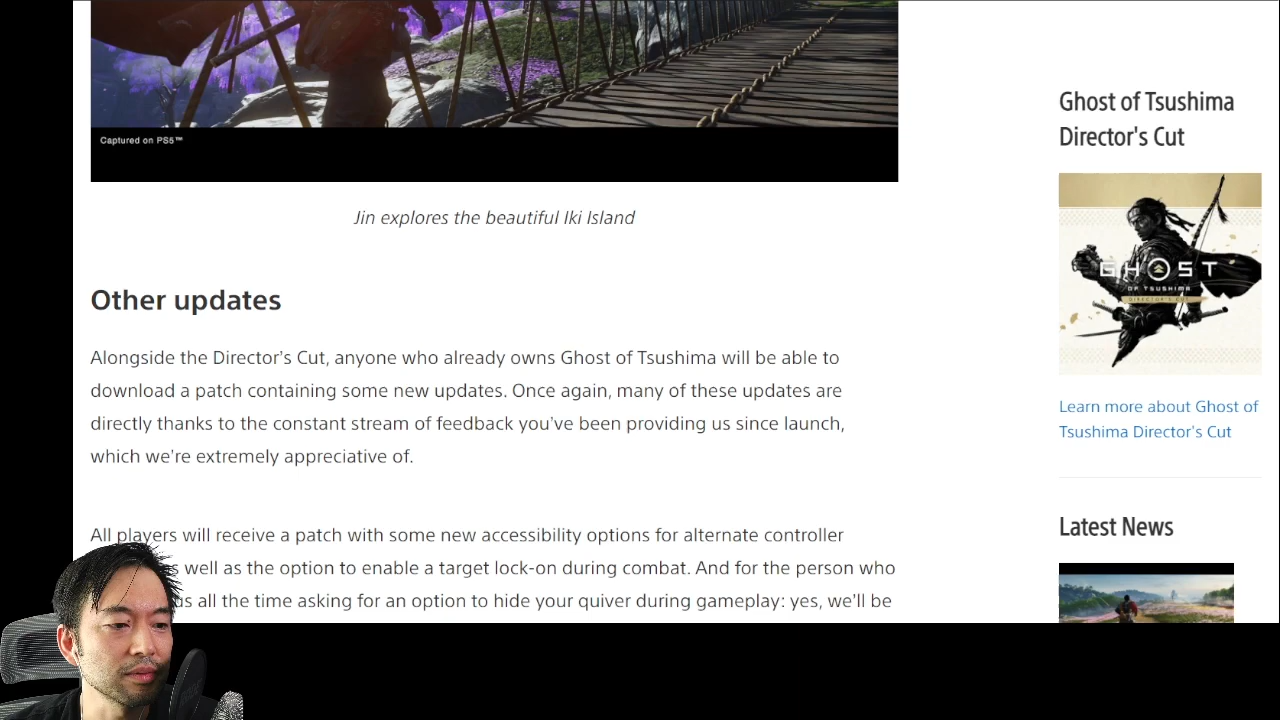 Captured on PS5™
Jin explores the beautiful Iki Island
Other updates
Alongside the Director's Cut, anyone who already owns Ghost of Tsushima will be able to
download a patch containing some new updates. Once again, many of these updates are
directly thanks to the constant stream of feedback you've been providing us since launch,
which we're extremely appreciative of.
All players will receive a patch with some new accessibility options for alternate controller
well as the option to enable a target lock-on during combat. And for the person who
us all the time asking for an option to hide your quiver during gameplay: yes, we'll be
Ghost of Tsushima
Director's Cut
GHOST
OF TSUSHIMA
DIRECTOR'S CUT
Learn more about Ghost of
Tsushima Director's Cut
Latest News